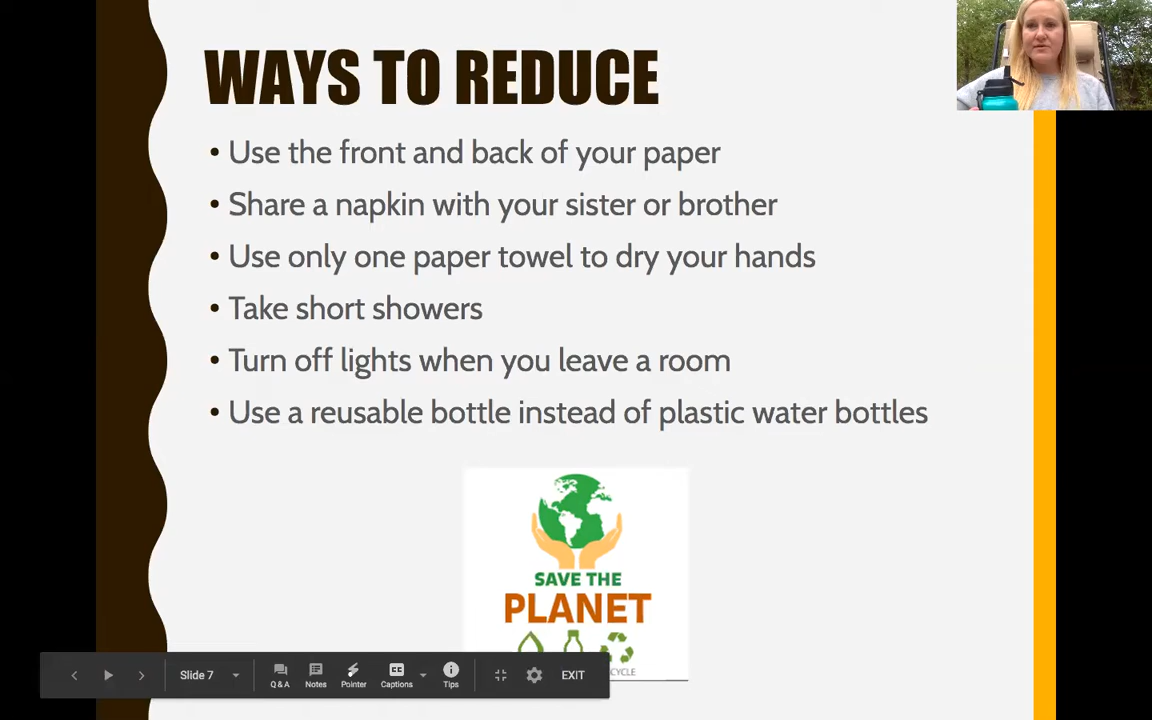 WAYS TO REDUCE
• Use the front and back of your paper
• Share a napkin with your sister or brother
• Use only one paper towel to dry your hands
• Take short showers
• Turn off lights when you leave a room
• Use a reusable bottle instead of plastic water bottles
SAVE THE
PLANET
CYCLE
Slide 7
Q & A
Notes
Pointer
Captions
Tips
EXIT